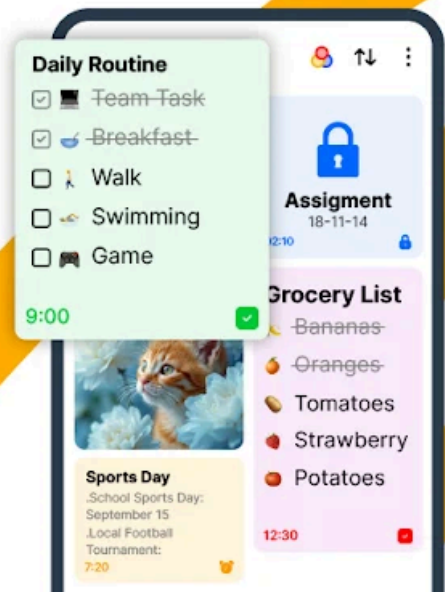 Daily Routine
Team Task
Breakfast
Walk
Swimming
Game
9:00
Assigment
18-11-14
02:10
Grocery List
Bananas
Oranges
Tomatoes
Strawberry
Potatoes
12:30
Sports Day
.School Sports Day:
September 15
.Local Football
Tournament:
7:20